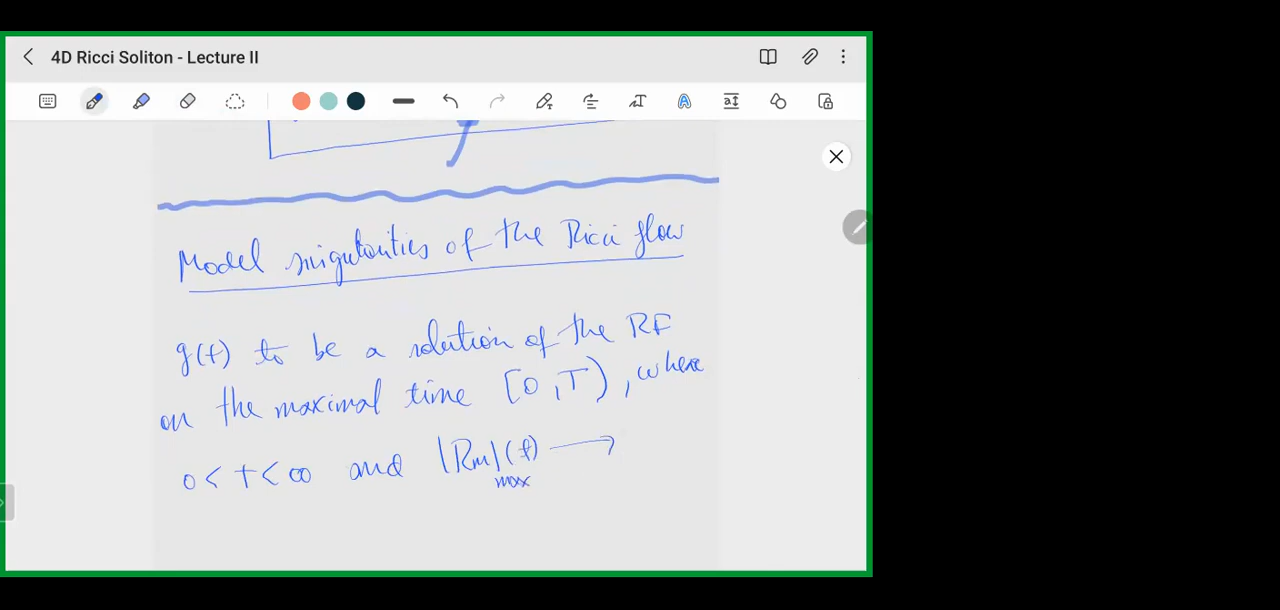 4D Ricci Soliton - Lecture II
Model singularities of the Ricci flow
g(t) to be a solution of the RF
on the maximal time [0, T), where
0 < T < ∞ and |Rm|(t) ⟶
max